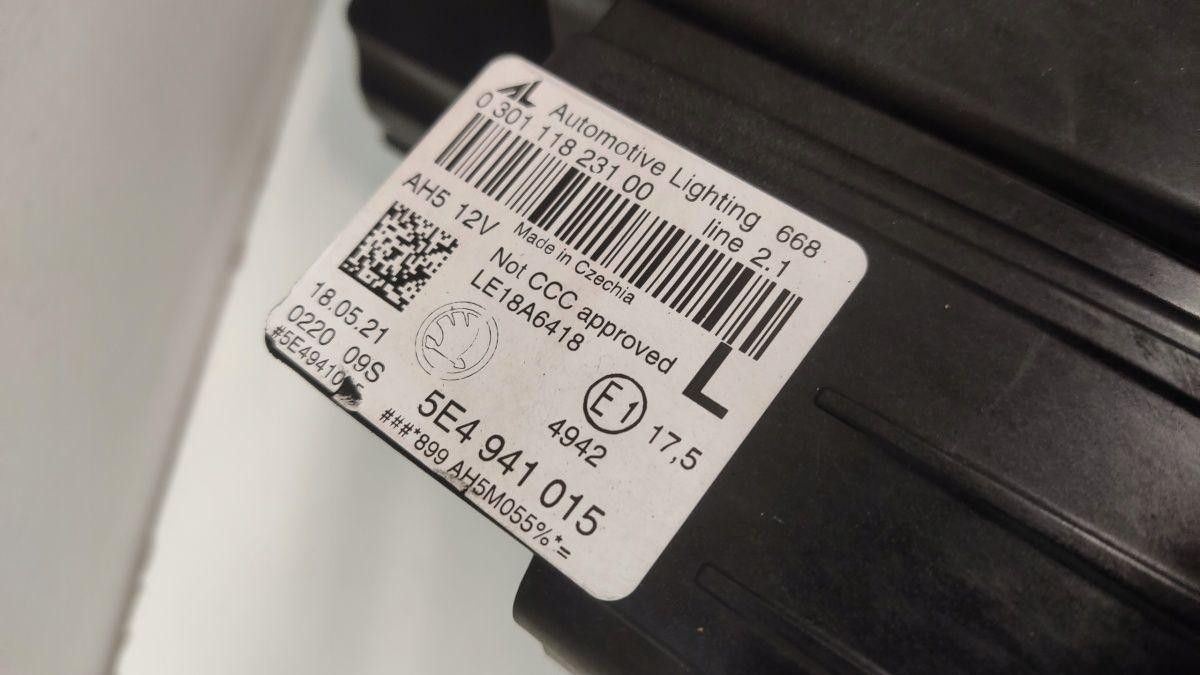 AL Automotive Lighting 668
0 301 118 231 00 line 2.1
AH5 12V Made in Czechia
Not CCC approved L
LE18A6418
18.05.21
0220 09S
E1 17,5
4942
5E4 941 015
###*899 AH5M055%*=